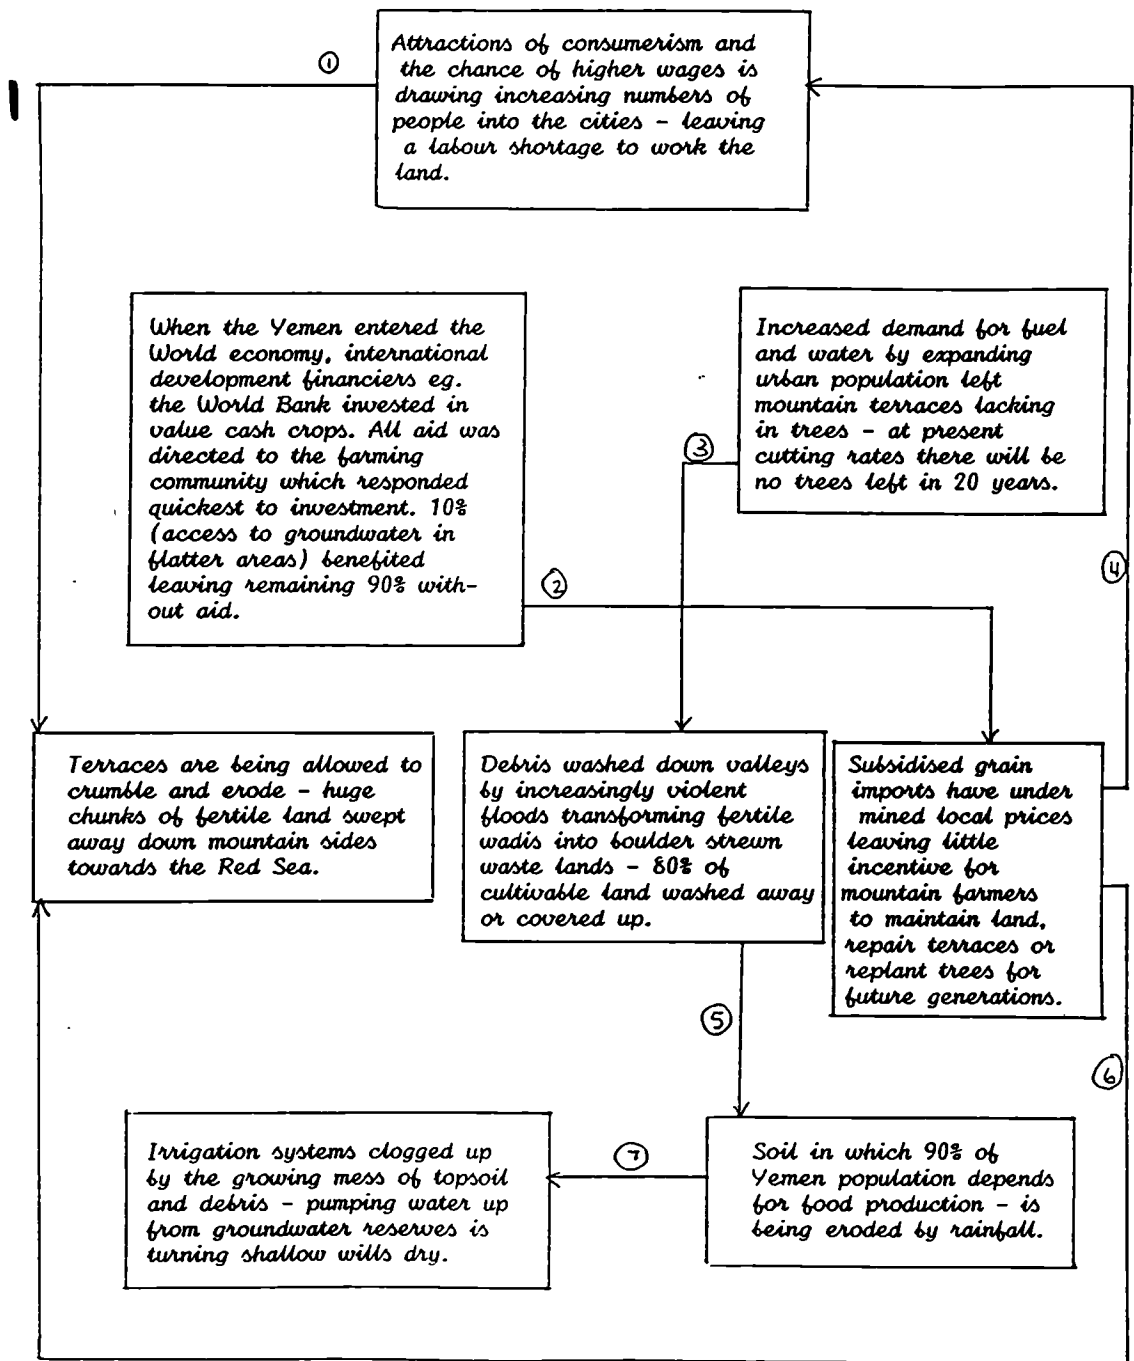 ①
Attractions of consumerism and
the chance of higher wages is
drawing increasing numbers of
people into the cities - leaving
a labour shortage to work the
land.
When the Yemen entered the
World economy, international
development financiers eg.
the World Bank invested in
value cash crops. All aid was
directed to the farming
community which responded
quickest to investment. 10%
(access to groundwater in
flatter areas) benefited
leaving remaining 90% with-
out aid.
Increased demand for fuel
and water by expanding
urban population left
mountain terraces lacking
in trees - at present
cutting rates there will be
no trees left in 20 years.
③
②
④
Terraces are being allowed to
crumble and erode - huge
chunks of fertile land swept
away down mountain sides
towards the Red Sea.
Debris washed down valleys
by increasingly violent
floods transforming fertile
wadis into boulder strewn
waste lands - 80% of
cultivable land washed away
or covered up.
Subsidised grain
imports have under
mined local prices
leaving little
incentive for
mountain farmers
to maintain land,
repair terraces or
replant trees for
future generations.
⑤
⑥
Irrigation systems clogged up
by the growing mess of topsoil
and debris - pumping water up
from groundwater reserves is
turning shallow wills dry.
⑦
Soil in which 90% of
Yemen population depends
for food production - is
being eroded by rainfall.